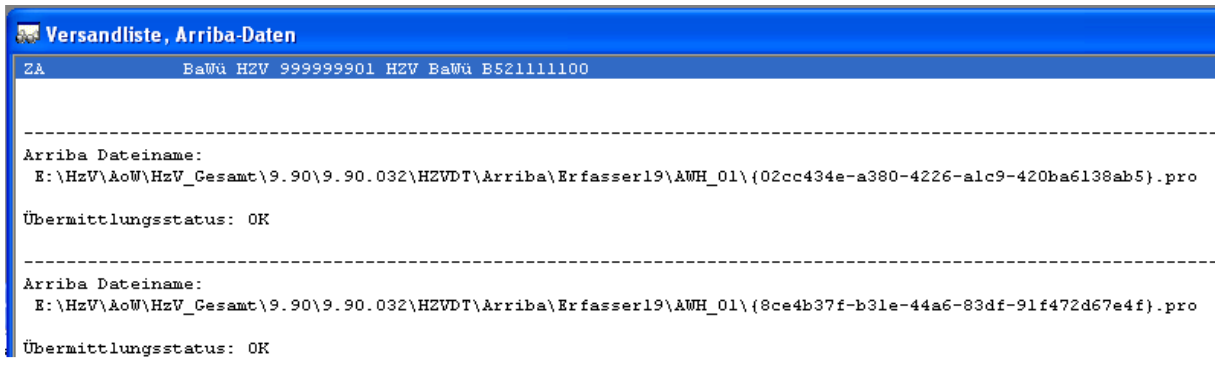 Versandliste, Arriba-Daten
ZA BaWü HZV 999999901 HZV BaWü B521111100
--------------------------------------------------------------------------------
Arriba Dateiname:
E:\HzV\AoW\HzV_Gesamt\9.90\9.90.032\HZVDT\Arriba\Erfasser19\AWH_01\{02cc434e-a380-4226-a1c9-420ba6138ab5}.pro
Übermittlungsstatus: OK
--------------------------------------------------------------------------------
Arriba Dateiname:
E:\HzV\AoW\HzV_Gesamt\9.90\9.90.032\HZVDT\Arriba\Erfasser19\AWH_01\{8ce4b37f-b31e-44a6-83df-91f472d67e4f}.pro
Übermittlungsstatus: OK